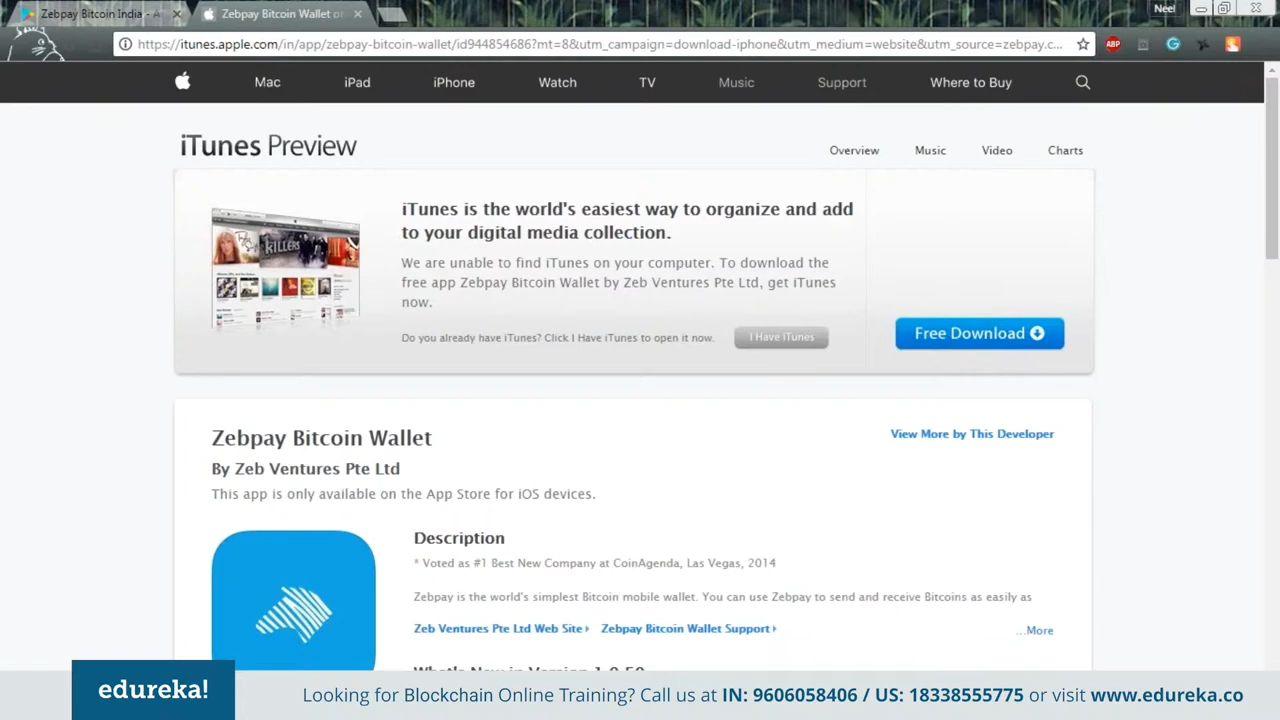 Zebpay Bitcoin India - A
Zebpay Bitcoin Wallet o
Neel
https://itunes.apple.com/in/app/zebpay-bitcoin-wallet/id944854686?mt=8&utm_campaign=download-iphone&utm_medium=website&utm_source=zebpay.c...
ABP
Mac iPad iPhone Watch TV Music Support Where to Buy
iTunes Preview
Overview Music Video Charts
iTunes is the world's easiest way to organize and add
to your digital media collection.
We are unable to find iTunes on your computer. To download the
free app Zebpay Bitcoin Wallet by Zeb Ventures Pte Ltd, get iTunes
now.
Do you already have iTunes? Click I Have iTunes to open it now.
I Have iTunes
Free Download
KILLERS
Zebpay Bitcoin Wallet
View More by This Developer
By Zeb Ventures Pte Ltd
This app is only available on the App Store for iOS devices.
Description
* Voted as #1 Best New Company at CoinAgenda, Las Vegas, 2014
Zebpay is the world's simplest Bitcoin mobile wallet. You can use Zebpay to send and receive Bitcoins as easily as
Zeb Ventures Pte Ltd Web Site Zebpay Bitcoin Wallet Support
...More
What's New in Version 1.0.50
edureka!
Looking for Blockchain Online Training? Call us at IN: 9606058406 / US: 18338555775 or visit www.edureka.co